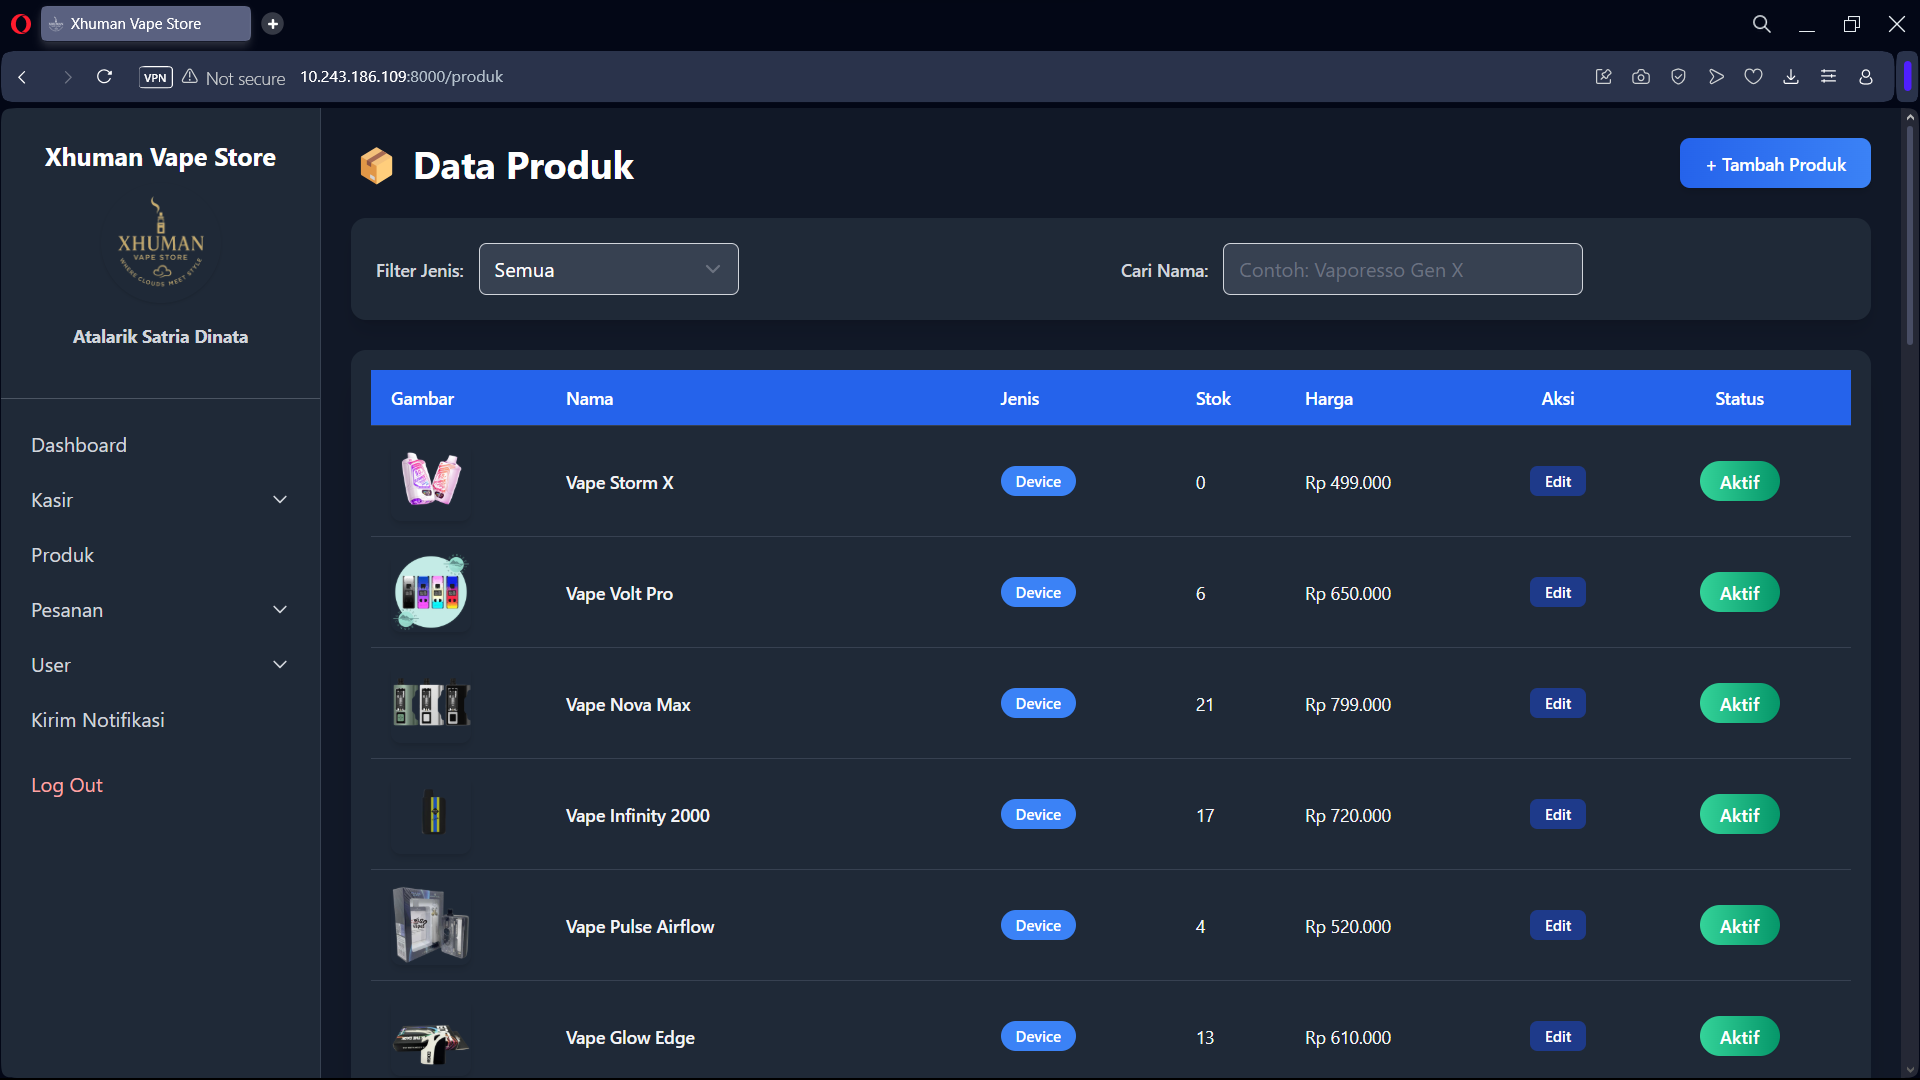 Xhuman Vape Store
VPN
Not secure
10.243.186.109:8000/produk
Xhuman Vape Store
XHUMAN
VAPE STORE
WHERE CLOUDS MEET STYLE
Atalarik Satria Dinata
Dashboard
Kasir
Produk
Pesanan
User
Kirim Notifikasi
Log Out
Data Produk
+ Tambah Produk
Filter Jenis:
Semua
Cari Nama:
Contoh: Vaporesso Gen X
Gambar Nama Jenis Stok Harga Aksi Status
Vape Storm X Device 0 Rp 499.000 Edit Aktif
Vape Volt Pro Device 6 Rp 650.000 Edit Aktif
Vape Nova Max Device 21 Rp 799.000 Edit Aktif
Vape Infinity 2000 Device 17 Rp 720.000 Edit Aktif
Vape Pulse Airflow Device 4 Rp 520.000 Edit Aktif
Vape Glow Edge Device 13 Rp 610.000 Edit Aktif